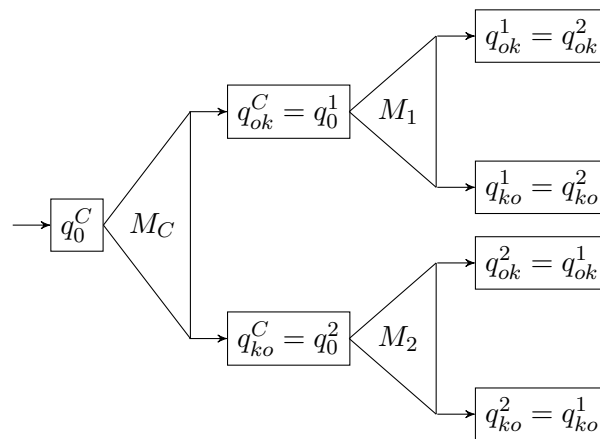 q_{ok}^1 = q_{ok}^2
q_{ok}^C = q_0^1
M_1
q_{ko}^1 = q_{ko}^2
q_0^C
M_C
q_{ok}^2 = q_{ok}^1
q_{ko}^C = q_0^2
M_2
q_{ko}^2 = q_{ko}^1